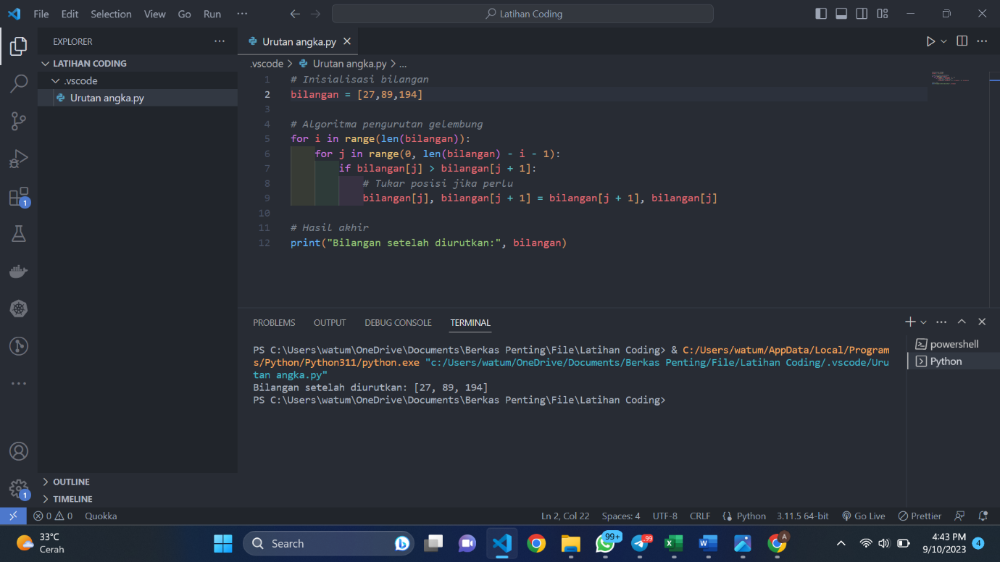 File Edit Selection View Go Run ···
Latihan Coding
EXPLORER ···
LATIHAN CODING
.vscode
Urutan angka.py
Urutan angka.py
.vscode > Urutan angka.py > ...
1 # Inisialisasi bilangan
2 bilangan = [27,89,194]
3
4 # Algoritma pengurutan gelembung
5 for i in range(len(bilangan)):
6 for j in range(0, len(bilangan) - i - 1):
7 if bilangan[j] > bilangan[j + 1]:
8 # Tukar posisi jika perlu
9 bilangan[j], bilangan[j + 1] = bilangan[j + 1], bilangan[j]
10
11 # Hasil akhir
12 print("Bilangan setelah diurutkan:", bilangan)
PROBLEMS OUTPUT DEBUG CONSOLE TERMINAL
PS C:\Users\watum\OneDrive\Documents\Berkas Penting\File\Latihan Coding> & C:/Users/watum/AppData/Local/Program
s/Python/Python311/python.exe "c:/Users/watum/OneDrive/Documents/Berkas Penting/File/Latihan Coding/.vscode/Uru
tan angka.py"
Bilangan setelah diurutkan: [27, 89, 194]
PS C:\Users\watum\OneDrive\Documents\Berkas Penting\File\Latihan Coding>
powershell
Python
1
OUTLINE
TIMELINE
1
0 0 Quokka
Ln 2, Col 22 Spaces: 4 UTF-8 CRLF Python 3.11.5 64-bit Go Live Prettier
33°C
Cerah
Search
99+
.99
A
4:43 PM
9/10/2023
4